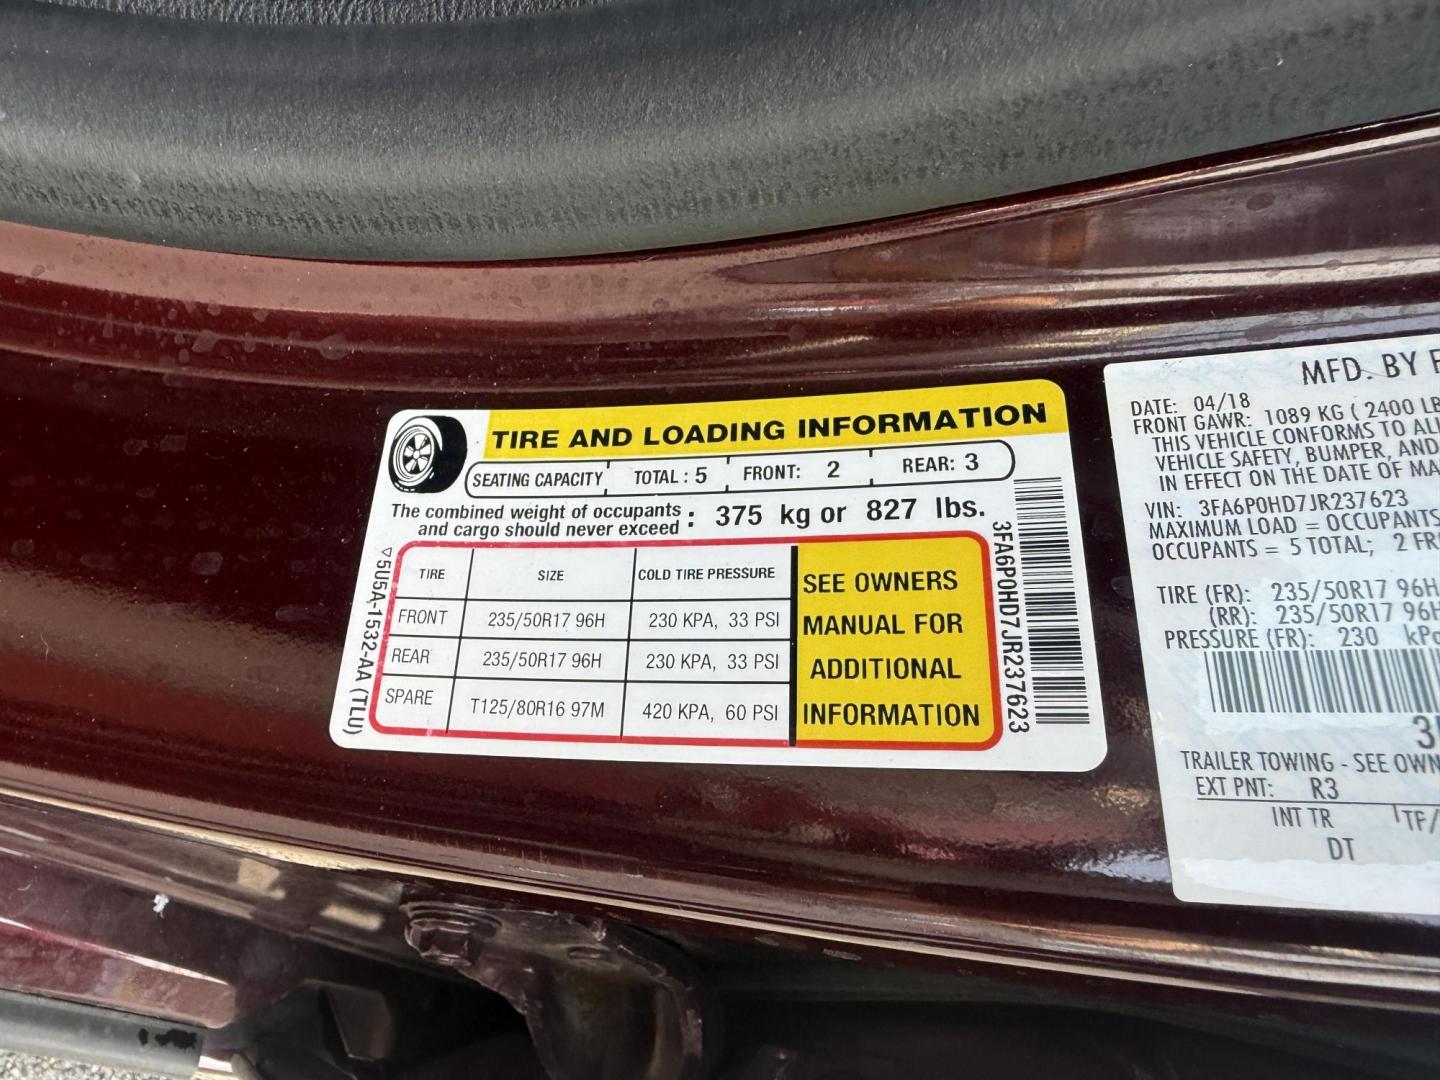 TIRE AND LOADING INFORMATION
SEATING CAPACITY TOTAL : 5 FRONT: 2 REAR: 3
The combined weight of occupants
and cargo should never exceed : 375 kg or 827 lbs.
TIRE SIZE COLD TIRE PRESSURE
FRONT 235/50R17 96H 230 KPA, 33 PSI
REAR 235/50R17 96H 230 KPA, 33 PSI
SPARE T125/80R16 97M 420 KPA, 60 PSI
SEE OWNERS
MANUAL FOR
ADDITIONAL
INFORMATION
5U5A-1532-AA (TLU)
3FA6P0HD7JR237623
MFD. BY F
DATE: 04/18
FRONT GAWR: 1089 KG ( 2400 LB
THIS VEHICLE CONFORMS TO ALL
VEHICLE SAFETY, BUMPER, AND
IN EFFECT ON THE DATE OF MA
VIN: 3FA6P0HD7JR237623
MAXIMUM LOAD = OCCUPANTS
OCCUPANTS = 5 TOTAL; 2 FR
TIRE (FR): 235/50R17 96H
(RR): 235/50R17 96H
PRESSURE (FR): 230 kPa
TRAILER TOWING - SEE OWN
EXT PNT: R3
INT TR TF/
DT